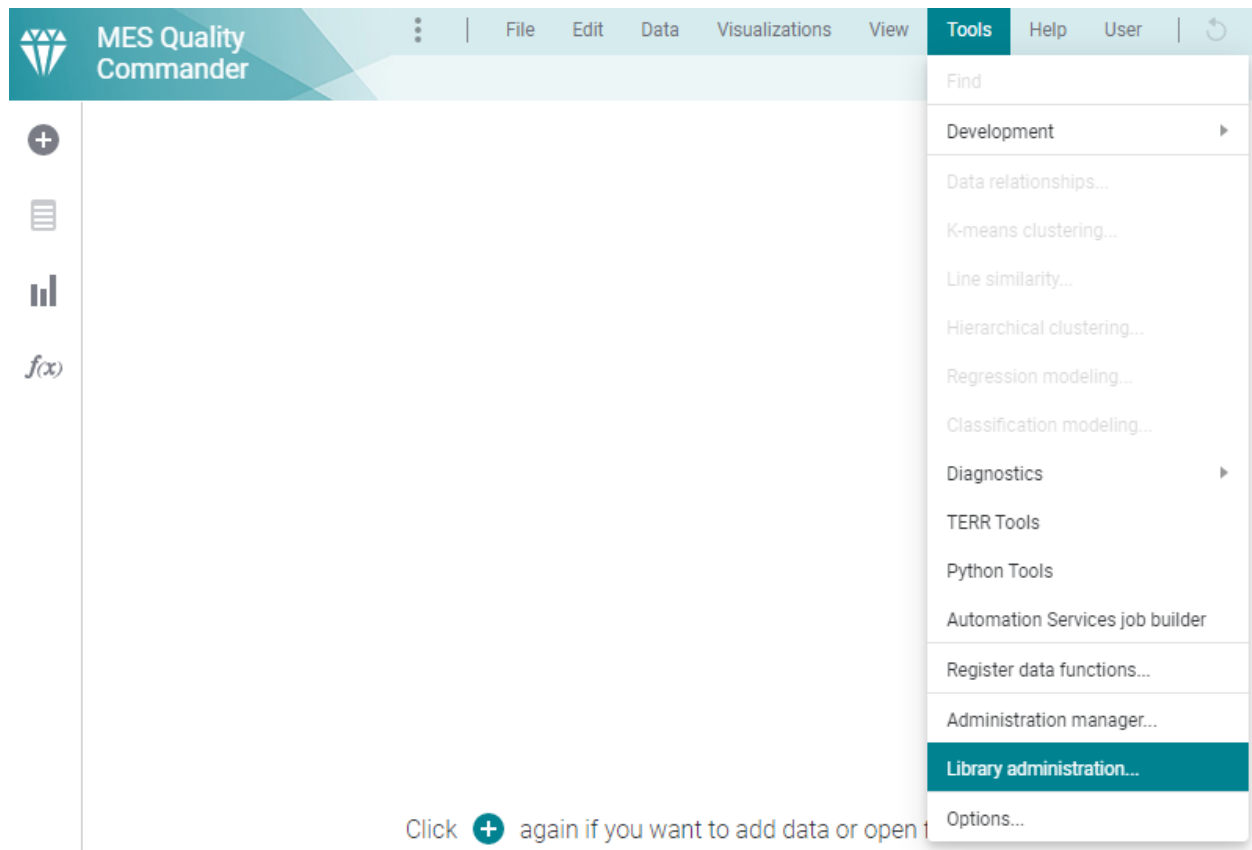 MES Quality
Commander
File Edit Data Visualizations View Tools Help User
Find
Development
Data relationships...
K-means clustering...
Line similarity...
Hierarchical clustering...
Regression modeling...
Classification modeling...
Diagnostics
TERR Tools
Python Tools
Automation Services job builder
Register data functions...
Administration manager...
Library administration...
Options...
f(x)
Click again if you want to add data or open